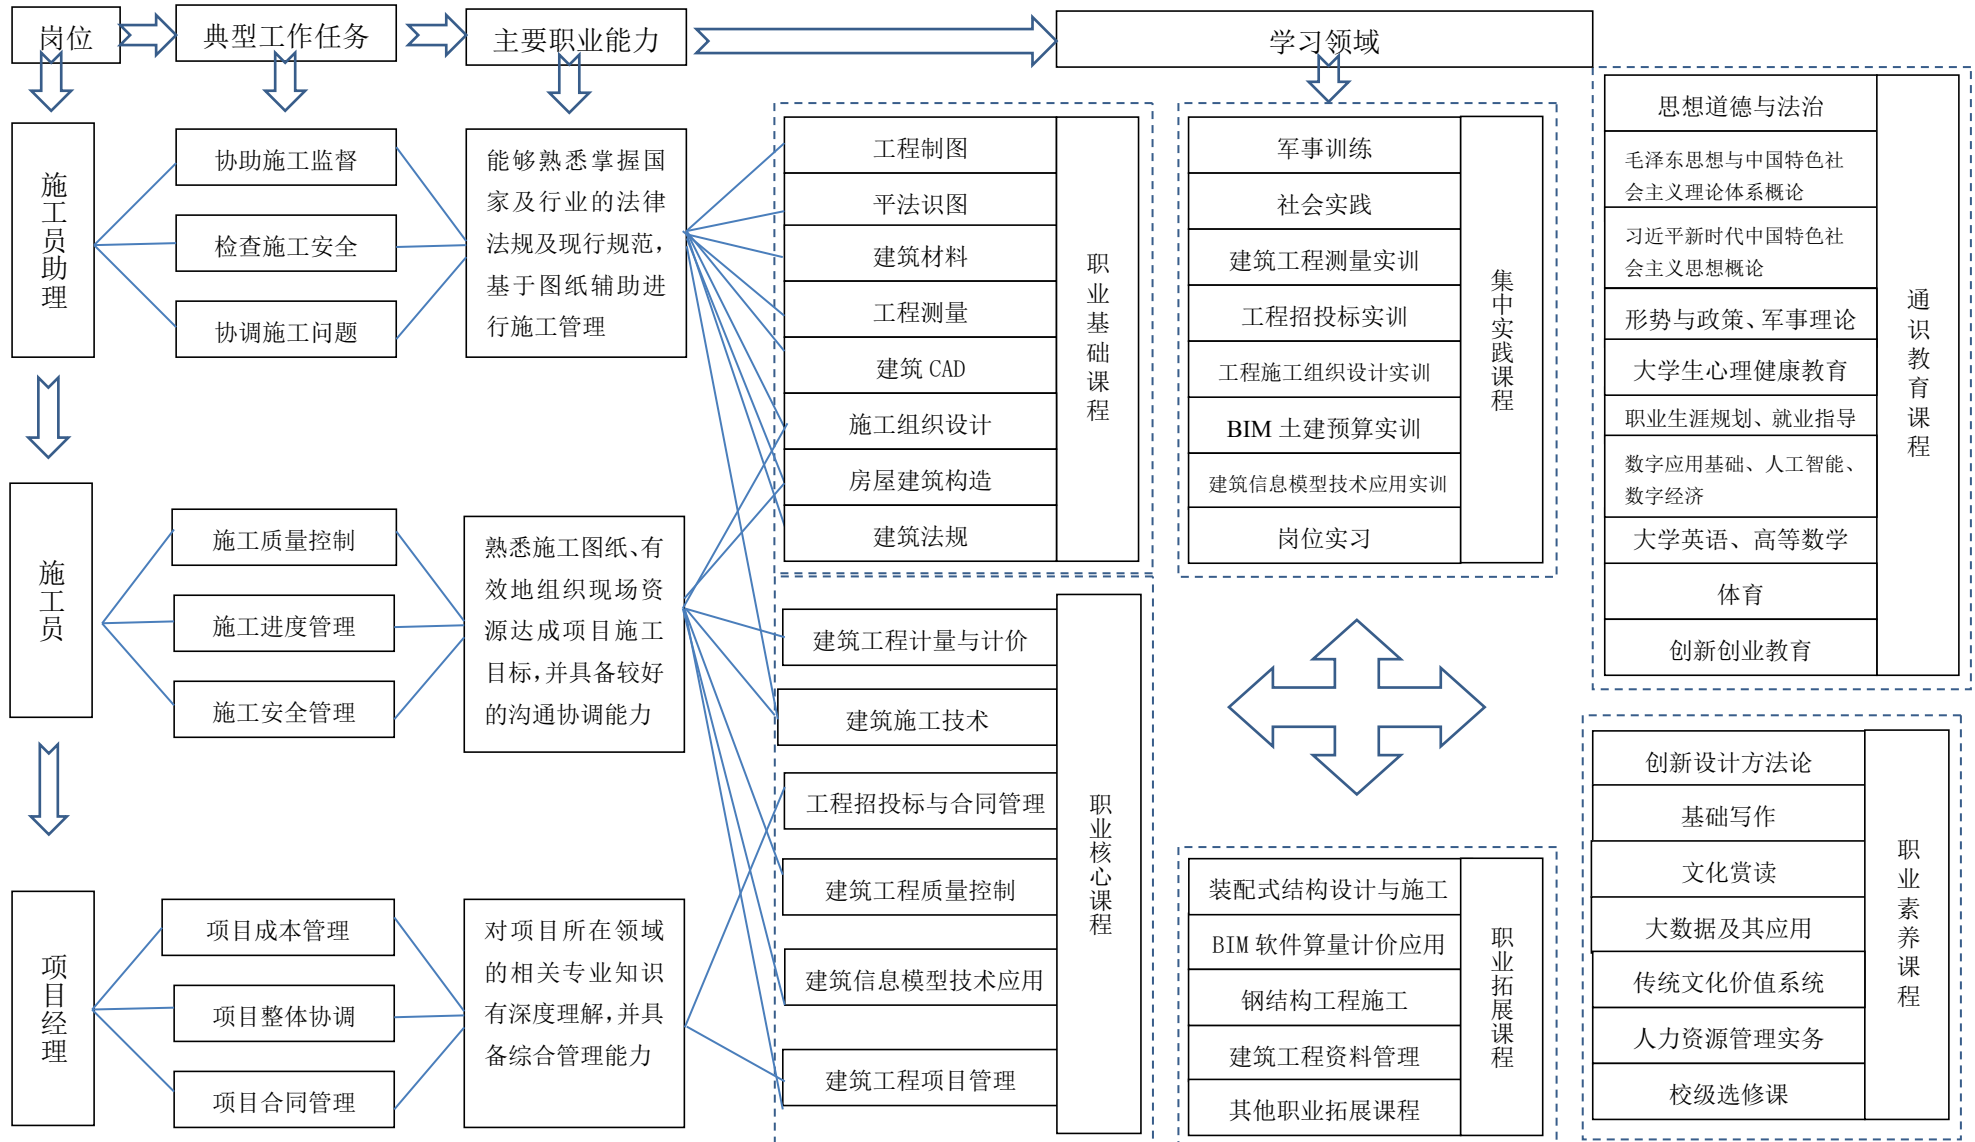 岗位
典型工作任务
主要职业能力
学习领域
施工员助理
协助施工监督
检查施工安全
协调施工问题
能够熟悉掌握国
家及行业的法律
法规及现行规范，
基于图纸辅助进
行施工管理
施工员
施工质量控制
施工进度管理
施工安全管理
熟悉施工图纸、有
效地组织现场资
源达成项目施工
目标，并具备较好
的沟通协调能力
项目经理
项目成本管理
项目整体协调
项目合同管理
对项目所在领域
的相关专业知识
有深度理解，并具
备综合管理能力
工程制图
平法识图
建筑材料
工程测量
建筑 CAD
施工组织设计
房屋建筑构造
建筑法规
职业基础课程
建筑工程计量与计价
建筑施工技术
工程招投标与合同管理
建筑工程质量控制
建筑信息模型技术应用
建筑工程项目管理
职业核心课程
军事训练
社会实践
建筑工程测量实训
工程招投标实训
工程施工组织设计实训
BIM 土建预算实训
建筑信息模型技术应用实训
岗位实习
集中实践课程
装配式结构设计与施工
BIM 软件算量计价应用
钢结构工程施工
建筑工程资料管理
其他职业拓展课程
职业拓展课程
思想道德与法治
毛泽东思想与中国特色社
会主义理论体系概论
习近平新时代中国特色社
会主义思想概论
形势与政策、军事理论
大学生心理健康教育
职业生涯规划、就业指导
数字应用基础、人工智能、
数字经济
大学英语、高等数学
体育
创新创业教育
通识教育课程
创新设计方法论
基础写作
文化赏读
大数据及其应用
传统文化价值系统
人力资源管理实务
校级选修课
职业素养课程